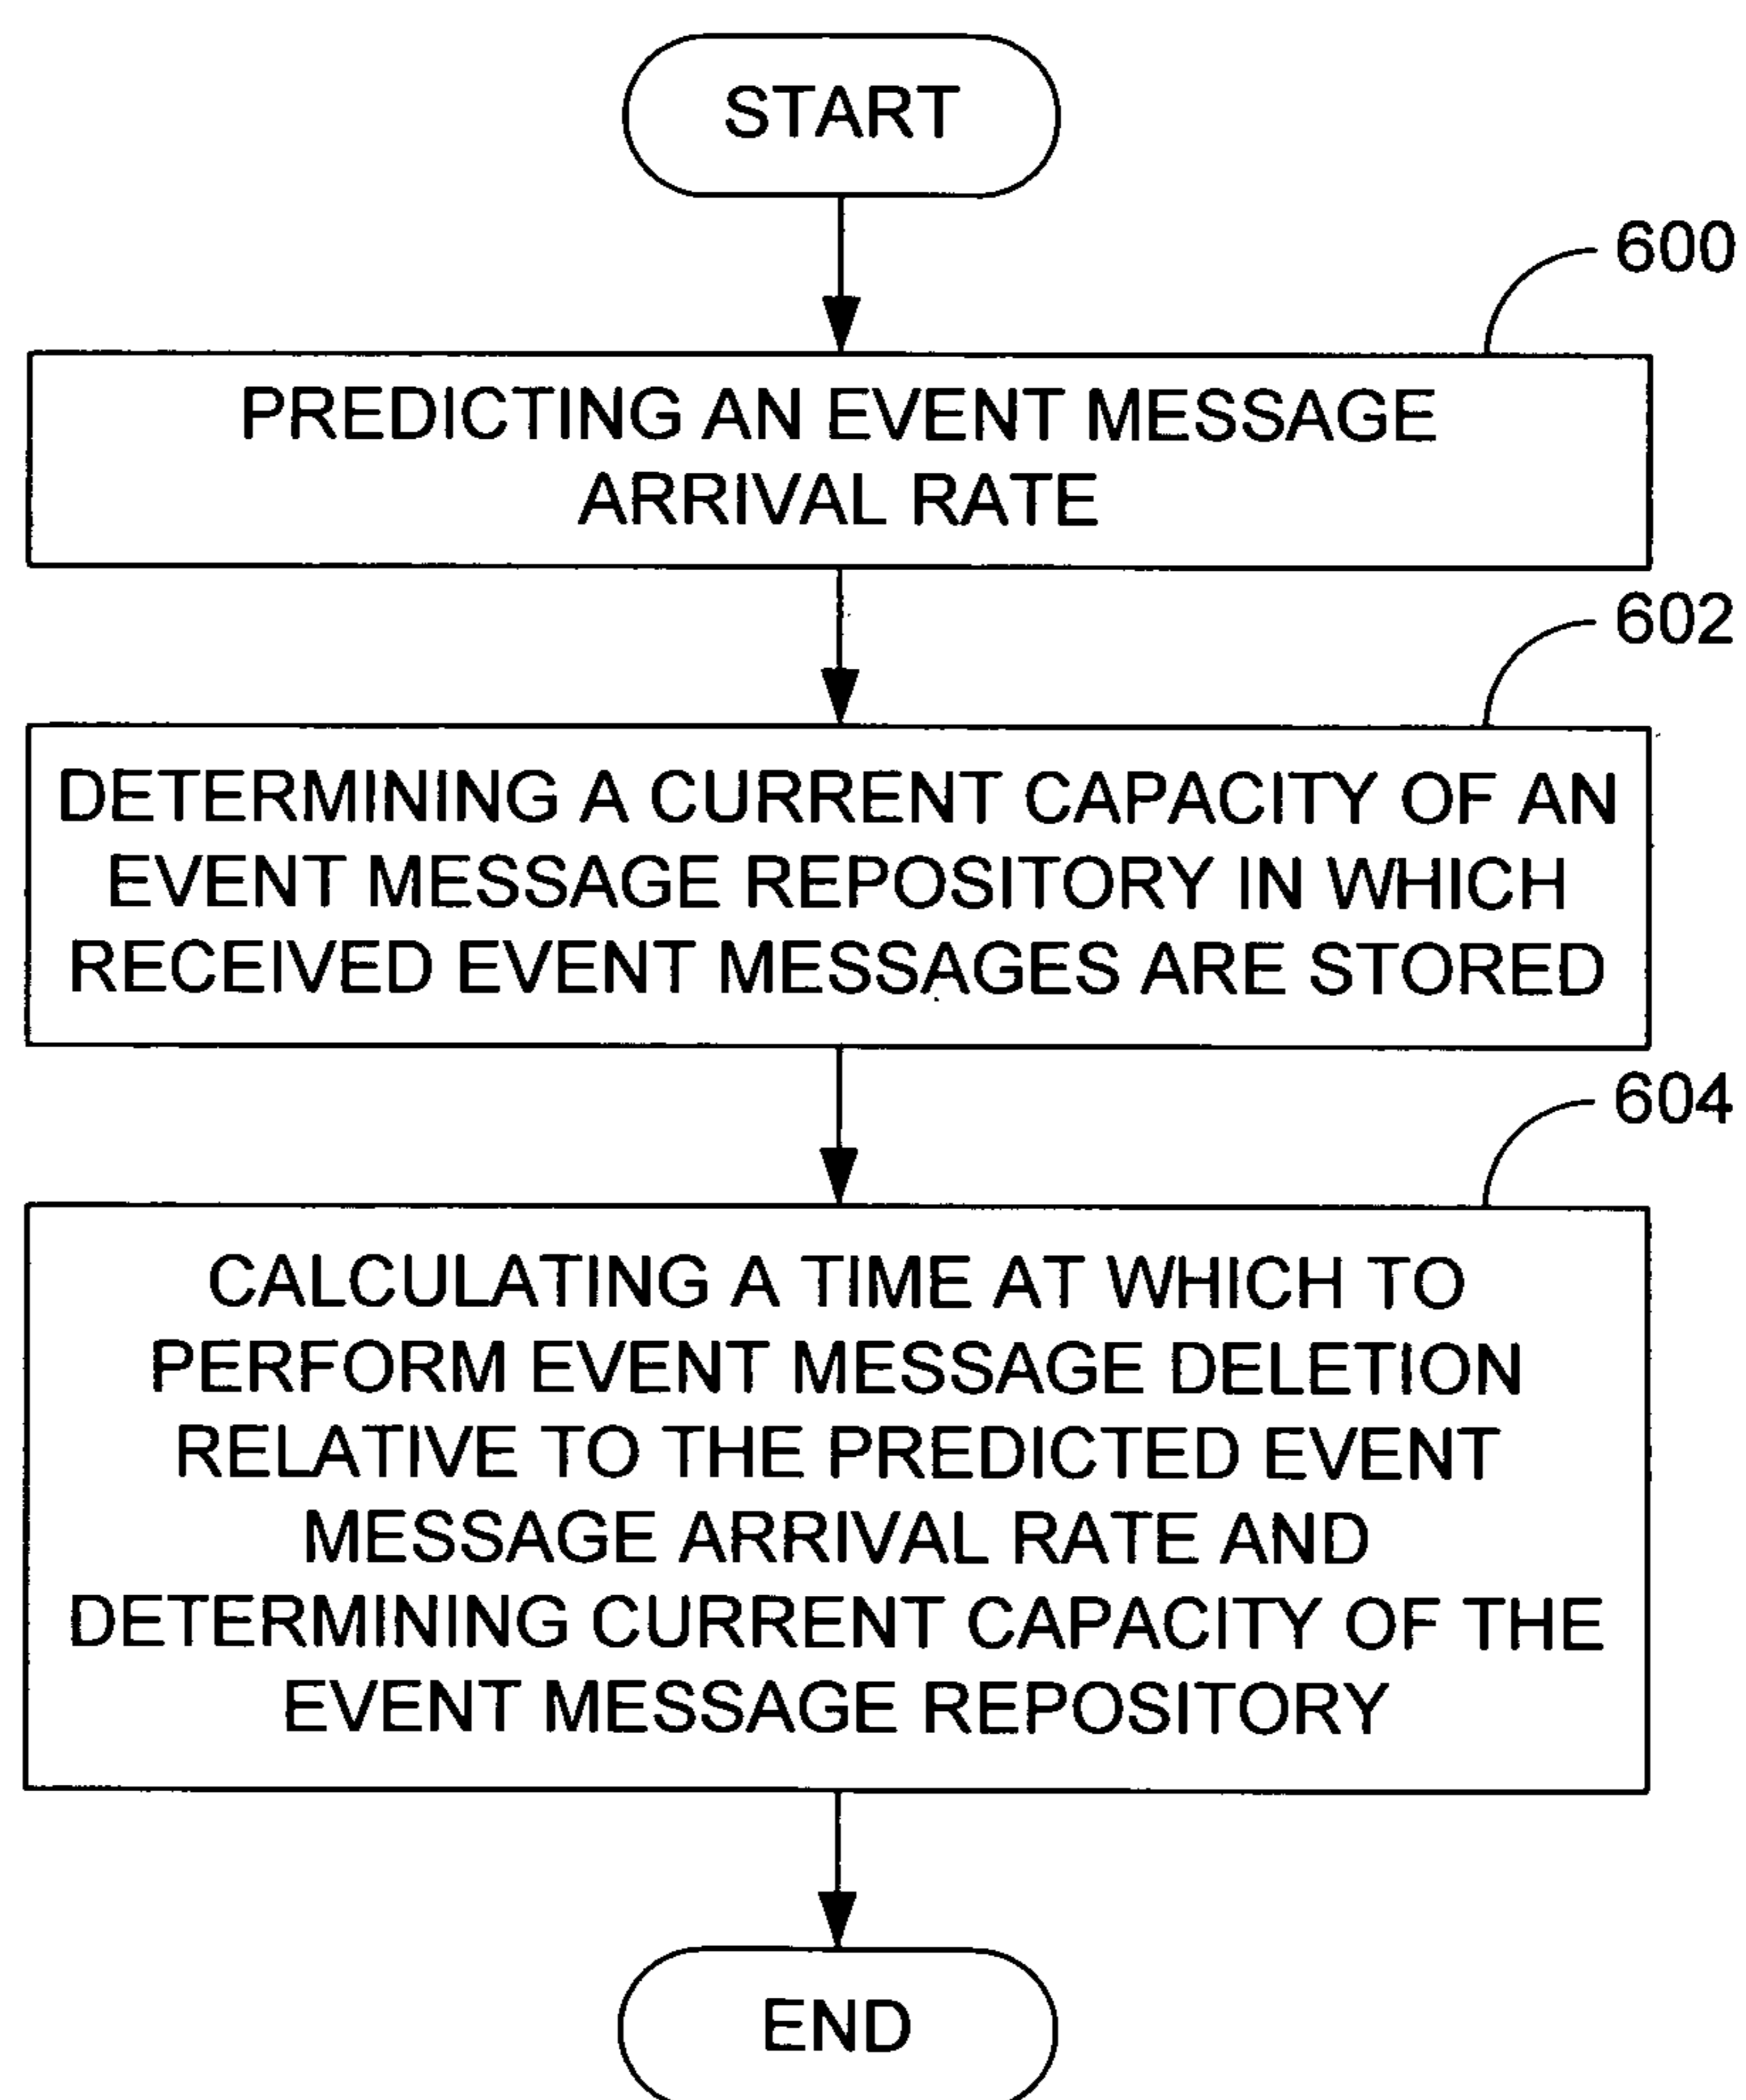 START
600
PREDICTING AN EVENT MESSAGE
ARRIVAL RATE
602
DETERMINING A CURRENT CAPACITY OF AN
EVENT MESSAGE REPOSITORY IN WHICH
RECEIVED EVENT MESSAGES ARE STORED
604
CALCULATING A TIME AT WHICH TO
PERFORM EVENT MESSAGE DELETION
RELATIVE TO THE PREDICTED EVENT
MESSAGE ARRIVAL RATE AND
DETERMINING CURRENT CAPACITY OF THE
EVENT MESSAGE REPOSITORY
END